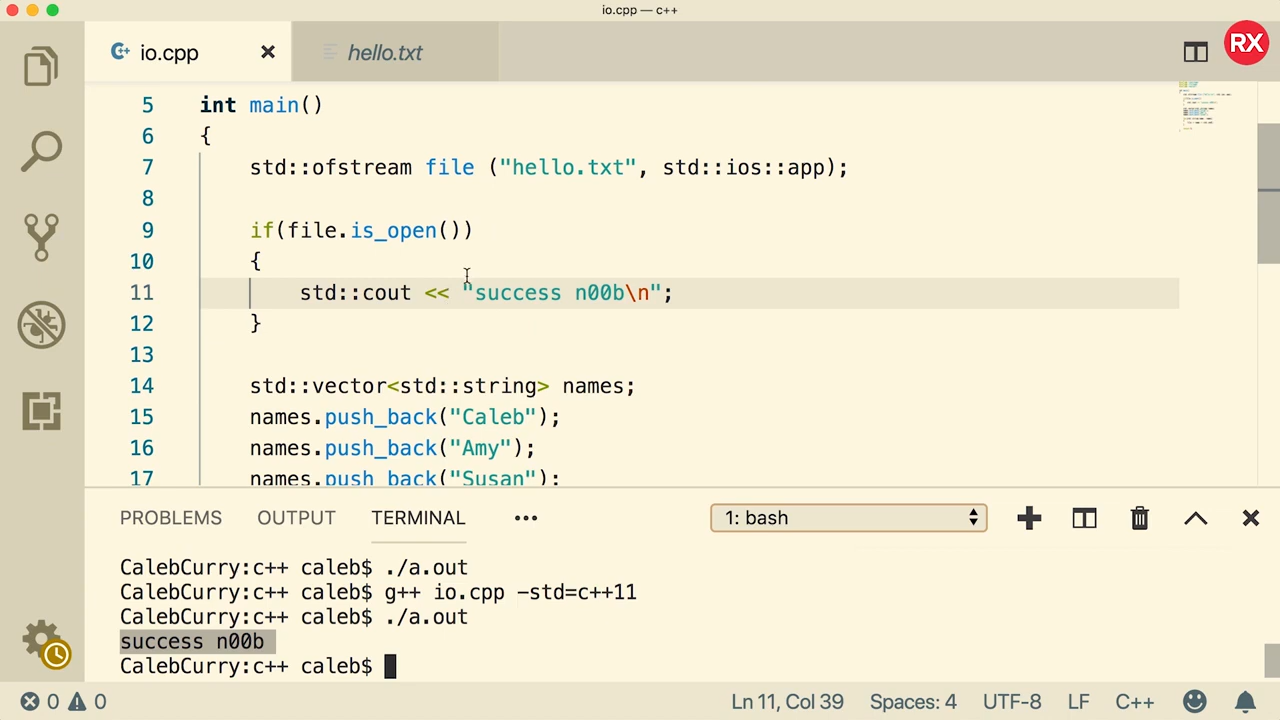 io.cpp — c++
io.cpp
hello.txt
RX
5 int main()
6 {
7 std::ofstream file ("hello.txt", std::ios::app);
8
9 if(file.is_open())
10 {
11 std::cout << "success n00b\n";
12 }
13
14 std::vector<std::string> names;
15 names.push_back("Caleb");
16 names.push_back("Amy");
17 names.push_back("Susan");
PROBLEMS OUTPUT TERMINAL ••• 1: bash
CalebCurry:c++ caleb$ ./a.out
CalebCurry:c++ caleb$ g++ io.cpp -std=c++11
CalebCurry:c++ caleb$ ./a.out
success n00b
CalebCurry:c++ caleb$
0 0 Ln 11, Col 39 Spaces: 4 UTF-8 LF C++